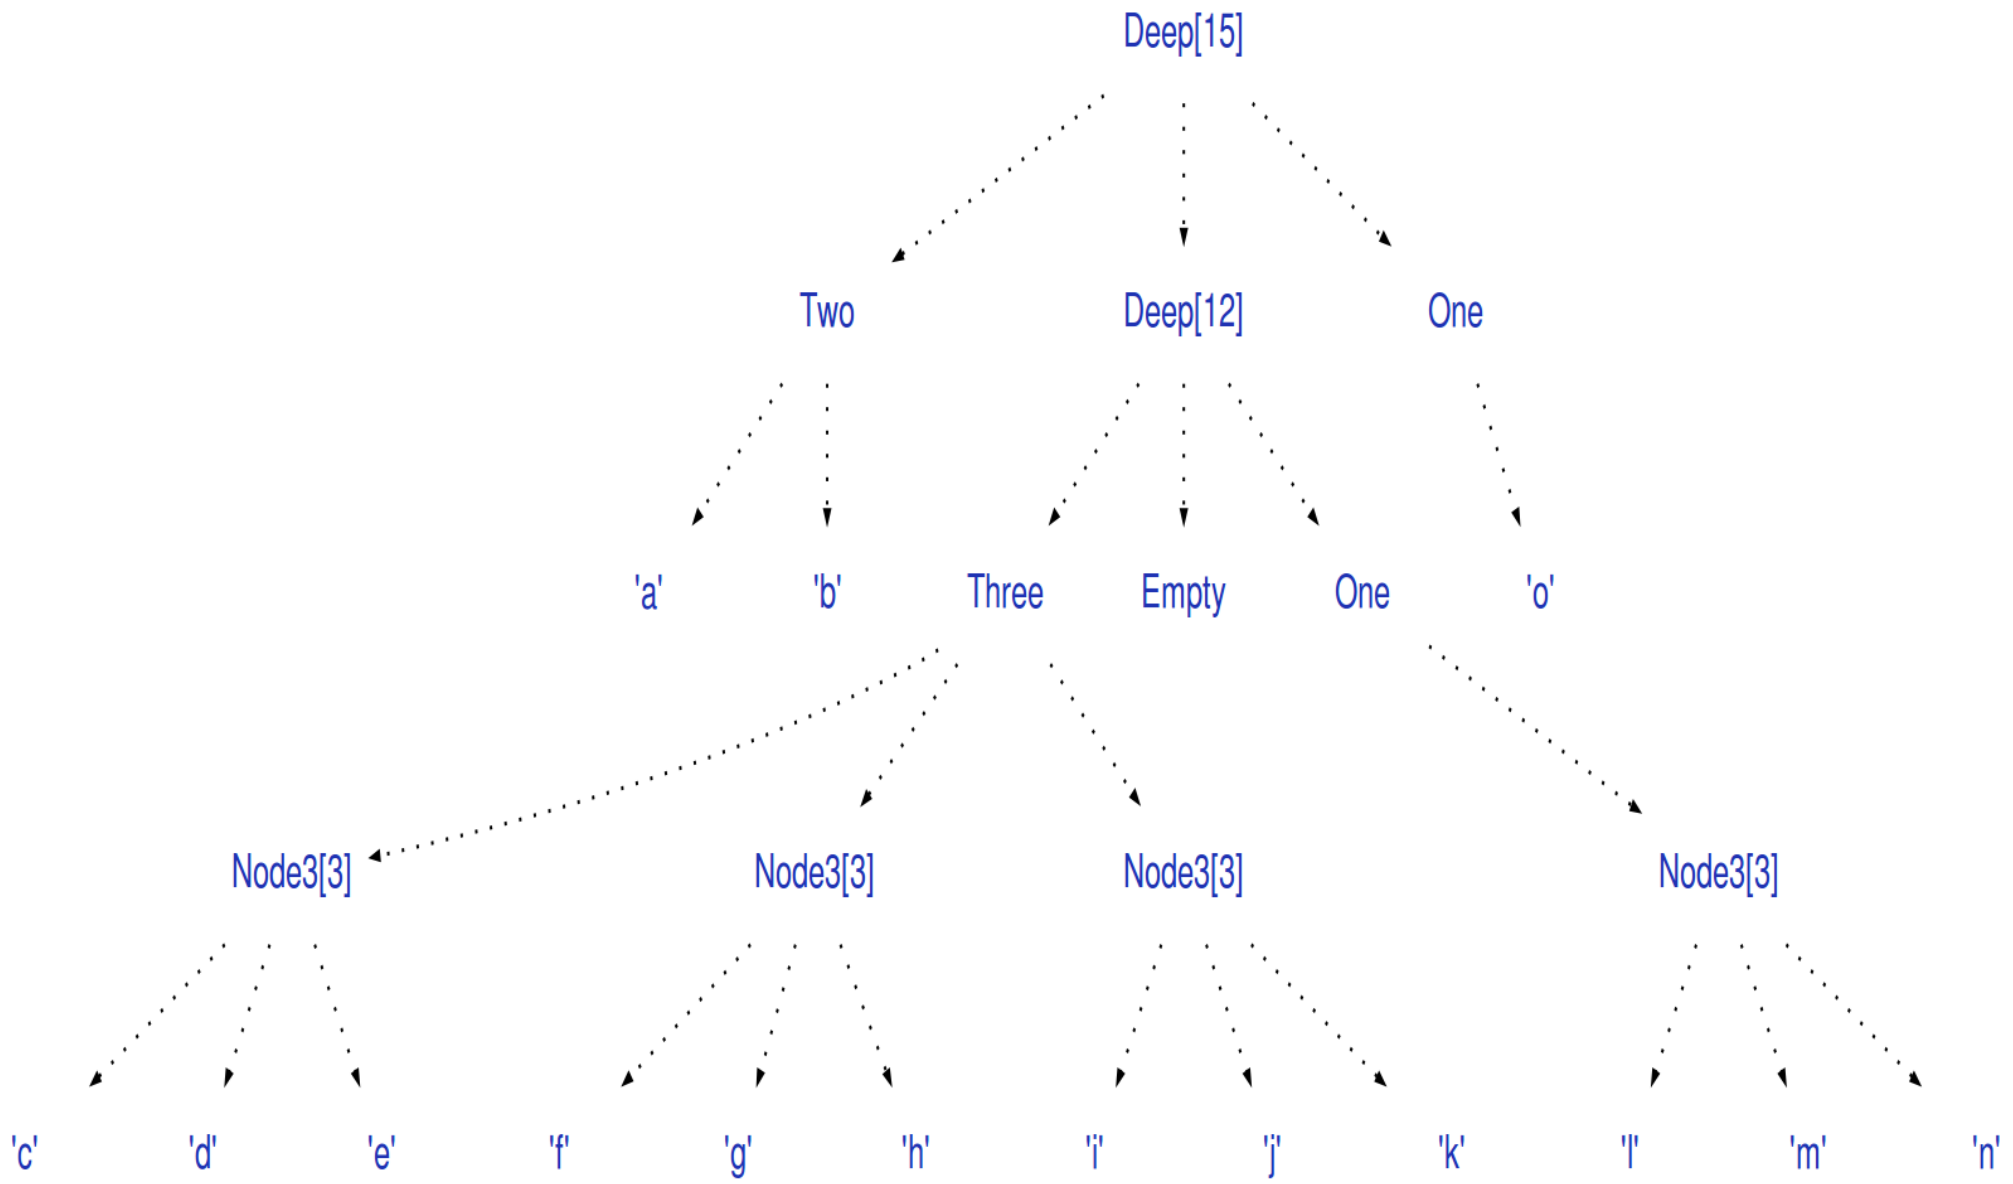 Deep[15]
Two Deep[12] One
'a' 'b' Three Empty One 'o'
Node3[3] Node3[3] Node3[3] Node3[3]
'c' 'd' 'e' 'f' 'g' 'h' 'i' 'j' 'k' 'l' 'm' 'n'